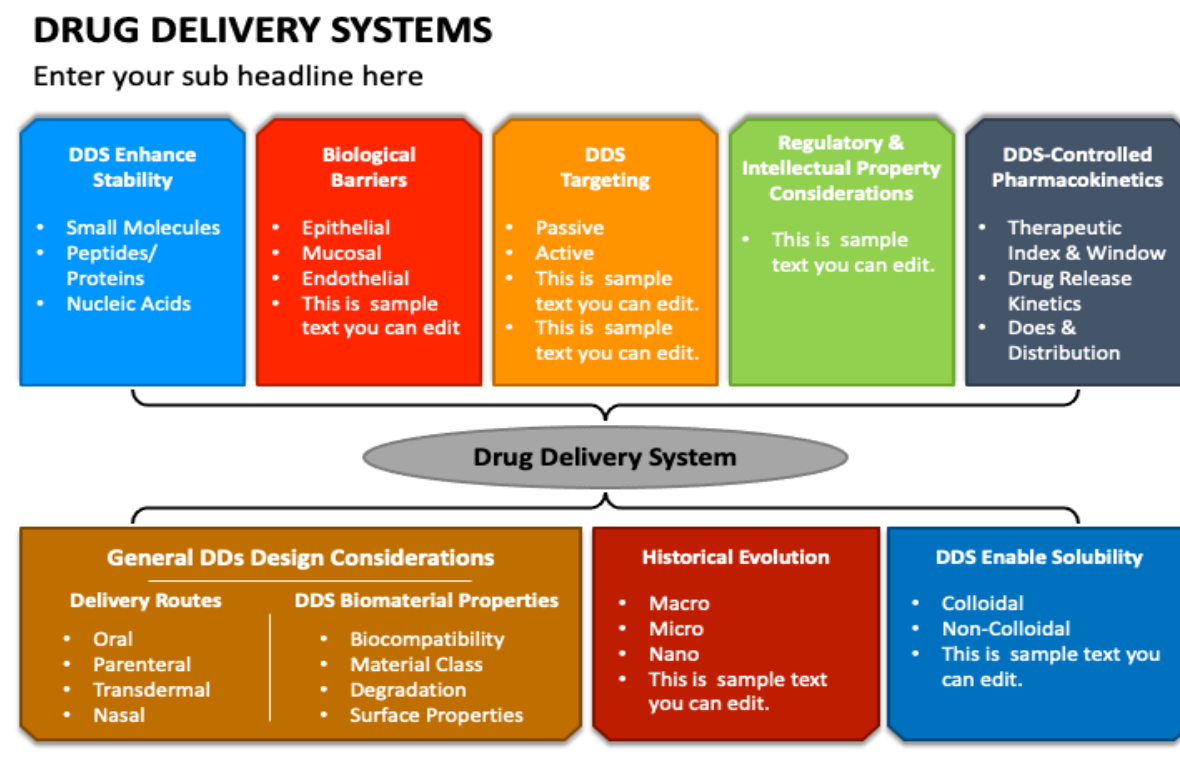 DRUG DELIVERY SYSTEMS
Enter your sub headline here
DDS Enhance
Stability
• Small Molecules
• Peptides/
Proteins
• Nucleic Acids
Biological
Barriers
• Epithelial
• Mucosal
• Endothelial
• This is sample
text you can edit
DDS
Targeting
• Passive
• Active
• This is sample
text you can edit.
• This is sample
text you can edit.
Regulatory &
Intellectual Property
Considerations
• This is sample
text you can edit.
DDS-Controlled
Pharmacokinetics
• Therapeutic
Index & Window
• Drug Release
Kinetics
• Does &
Distribution
Drug Delivery System
General DDs Design Considerations
Delivery Routes
• Oral
• Parenteral
• Transdermal
• Nasal
DDS Biomaterial Properties
• Biocompatibility
• Material Class
• Degradation
• Surface Properties
Historical Evolution
• Macro
• Micro
• Nano
• This is sample text
you can edit.
DDS Enable Solubility
• Colloidal
• Non-Colloidal
• This is sample text you
can edit.